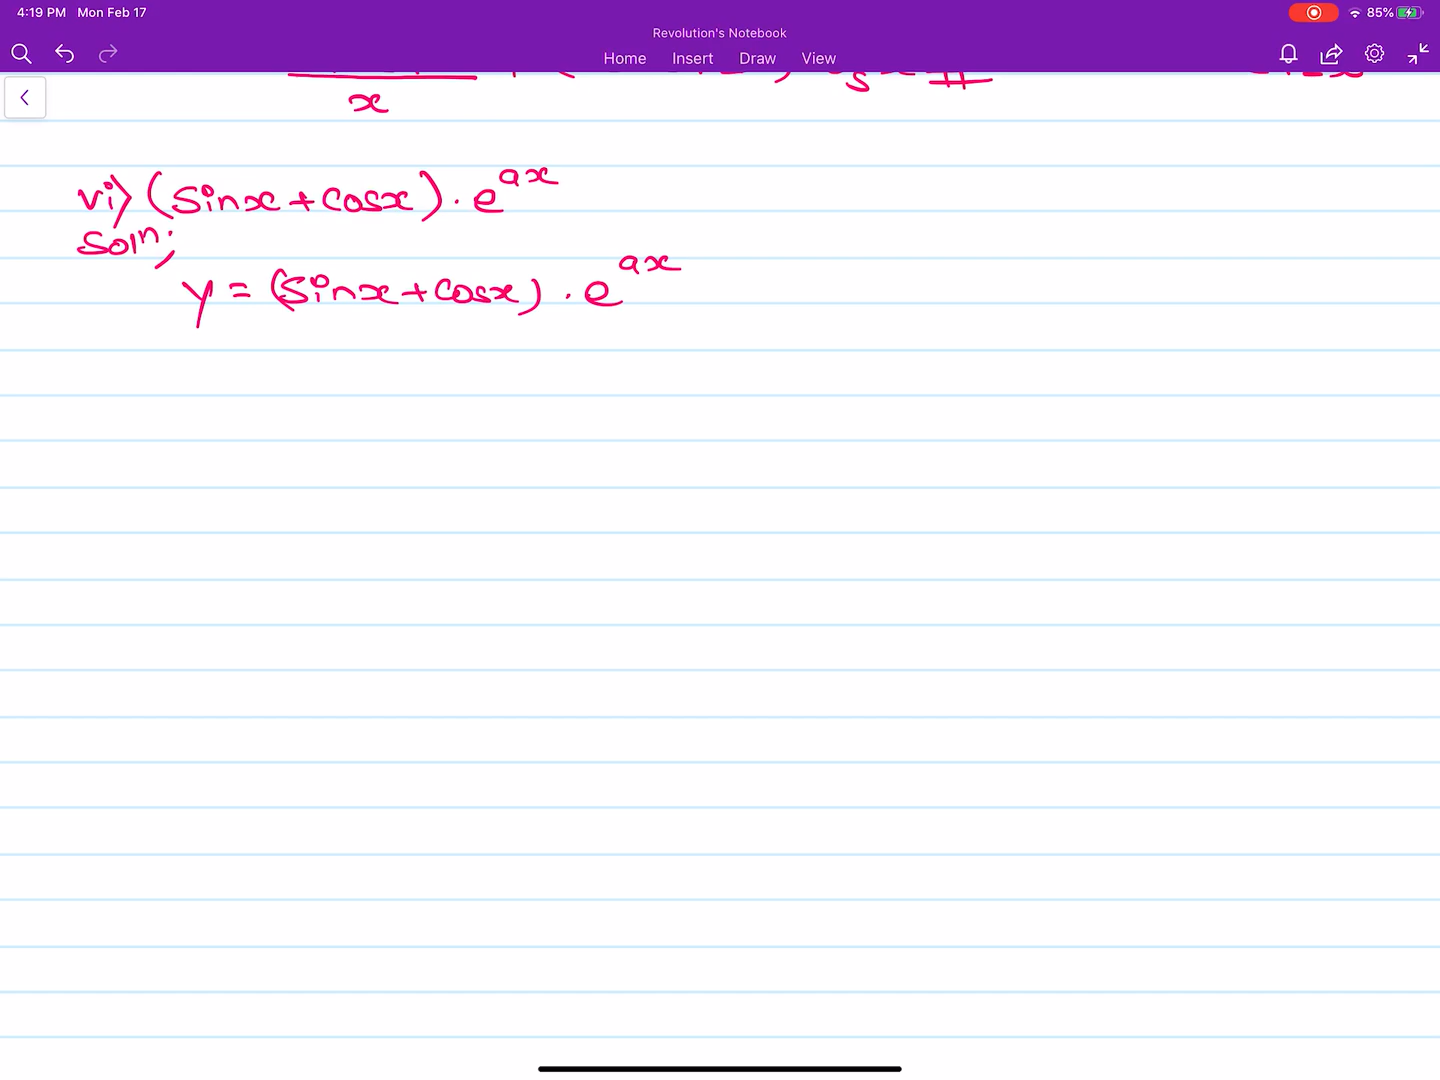 4:19 PM Mon Feb 17
85%
Revolution's Notebook
Home Insert Draw View
x
vi) (sinx+cosx) · e^ax
Soln;
y = (sinx+cosx) · e^ax